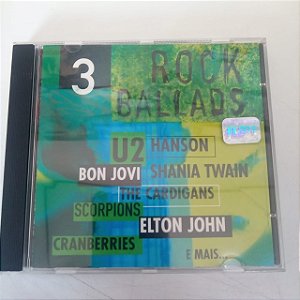 3 ROCK
BALLADS
U2 HANSON
BON JOVI SHANIA TWAIN
THE CARDIGANS
SCORPIONS
ELTON JOHN
CRANBERRIES
E MAIS...